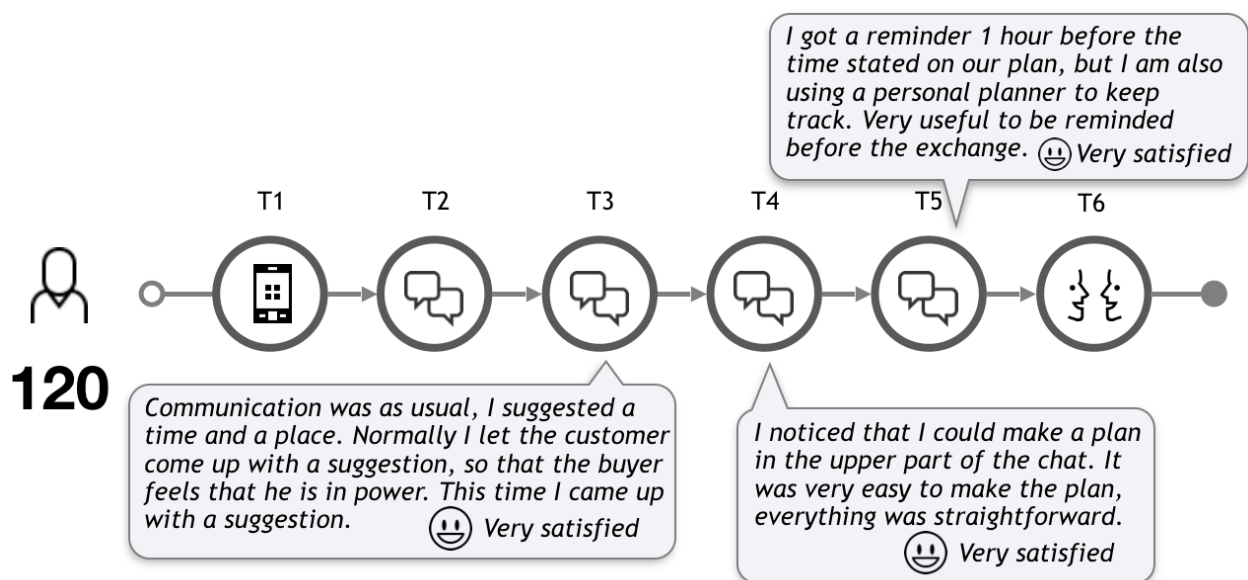 I got a reminder 1 hour before the
time stated on our plan, but I am also
using a personal planner to keep
track. Very useful to be reminded
before the exchange. Very satisfied
T1 T2 T3 T4 T5 T6
120
Communication was as usual, I suggested a
time and a place. Normally I let the customer
come up with a suggestion, so that the buyer
feels that he is in power. This time I came up
with a suggestion. Very satisfied
I noticed that I could make a plan
in the upper part of the chat. It
was very easy to make the plan,
everything was straightforward.
Very satisfied